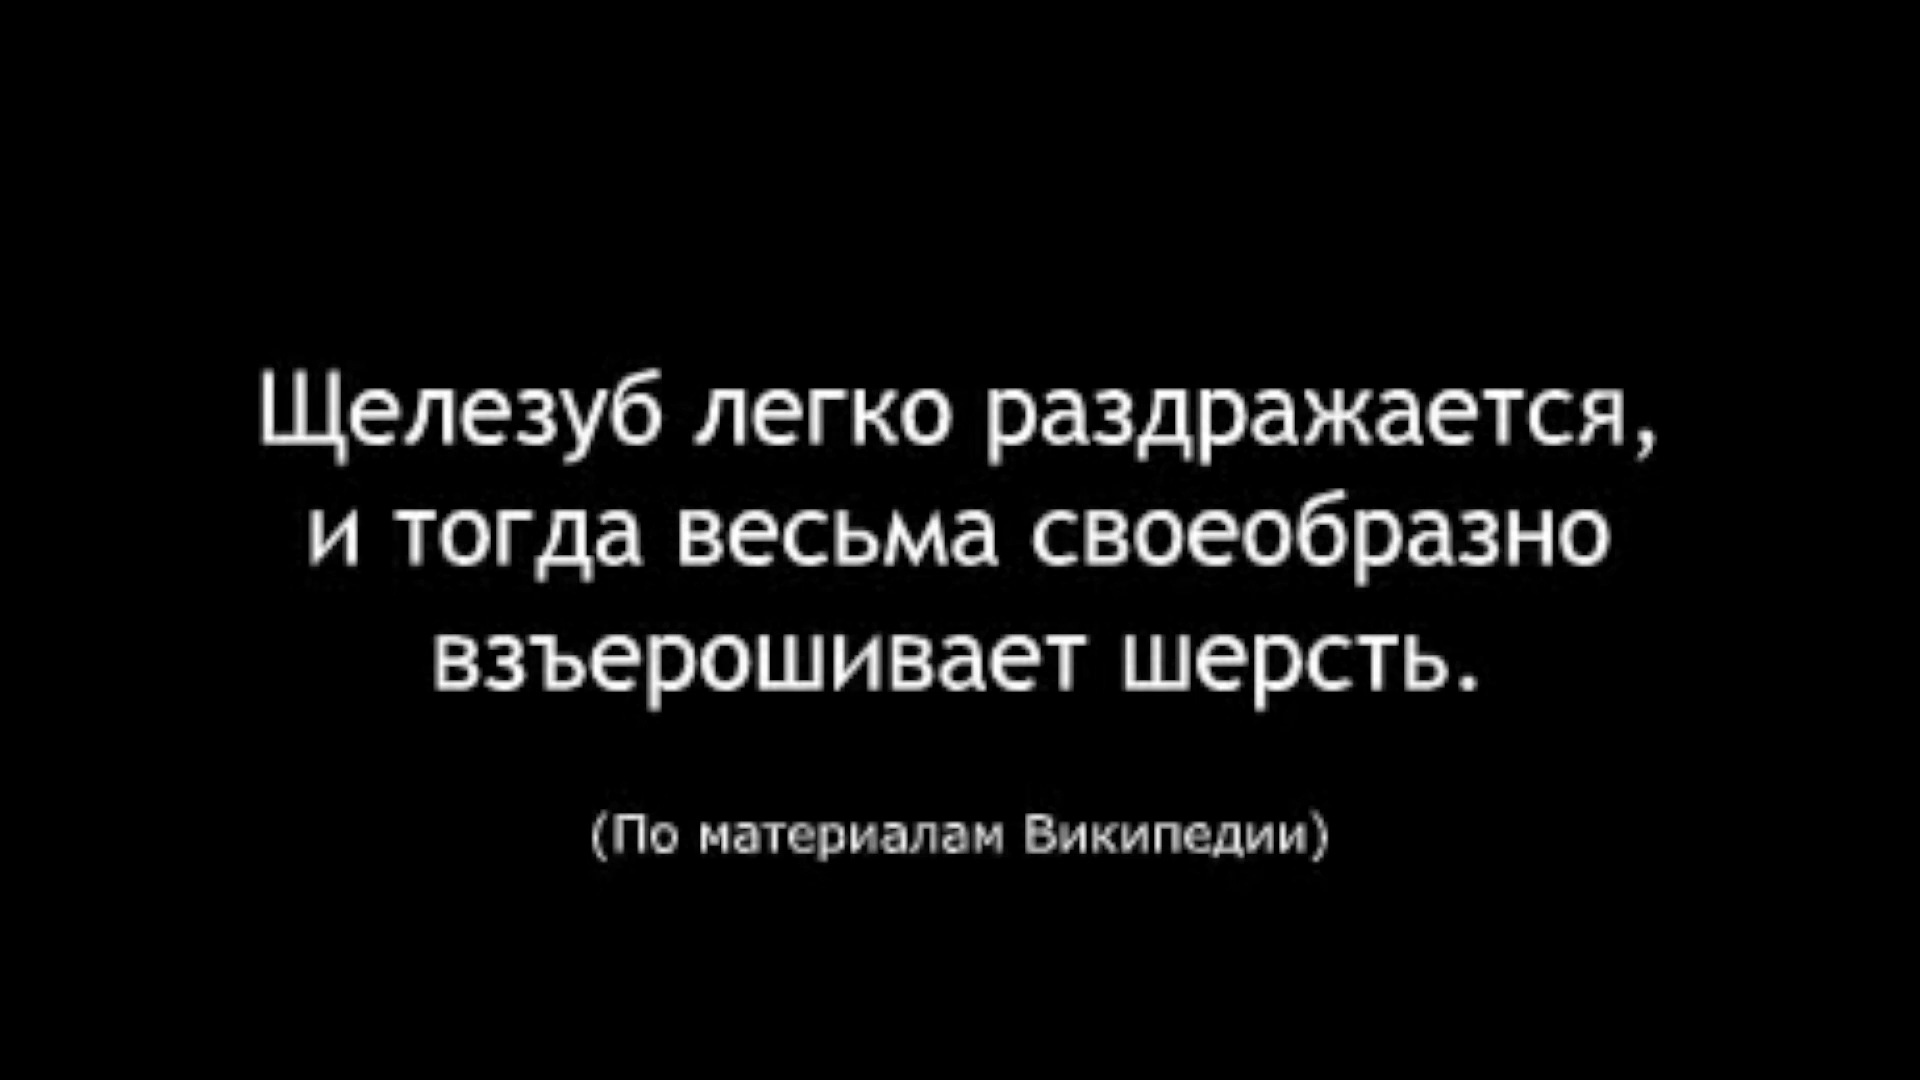 Щелезуб легко раздражается,
и тогда весьма своеобразно
взъерошивает шерсть.
(По материалам Википедии)